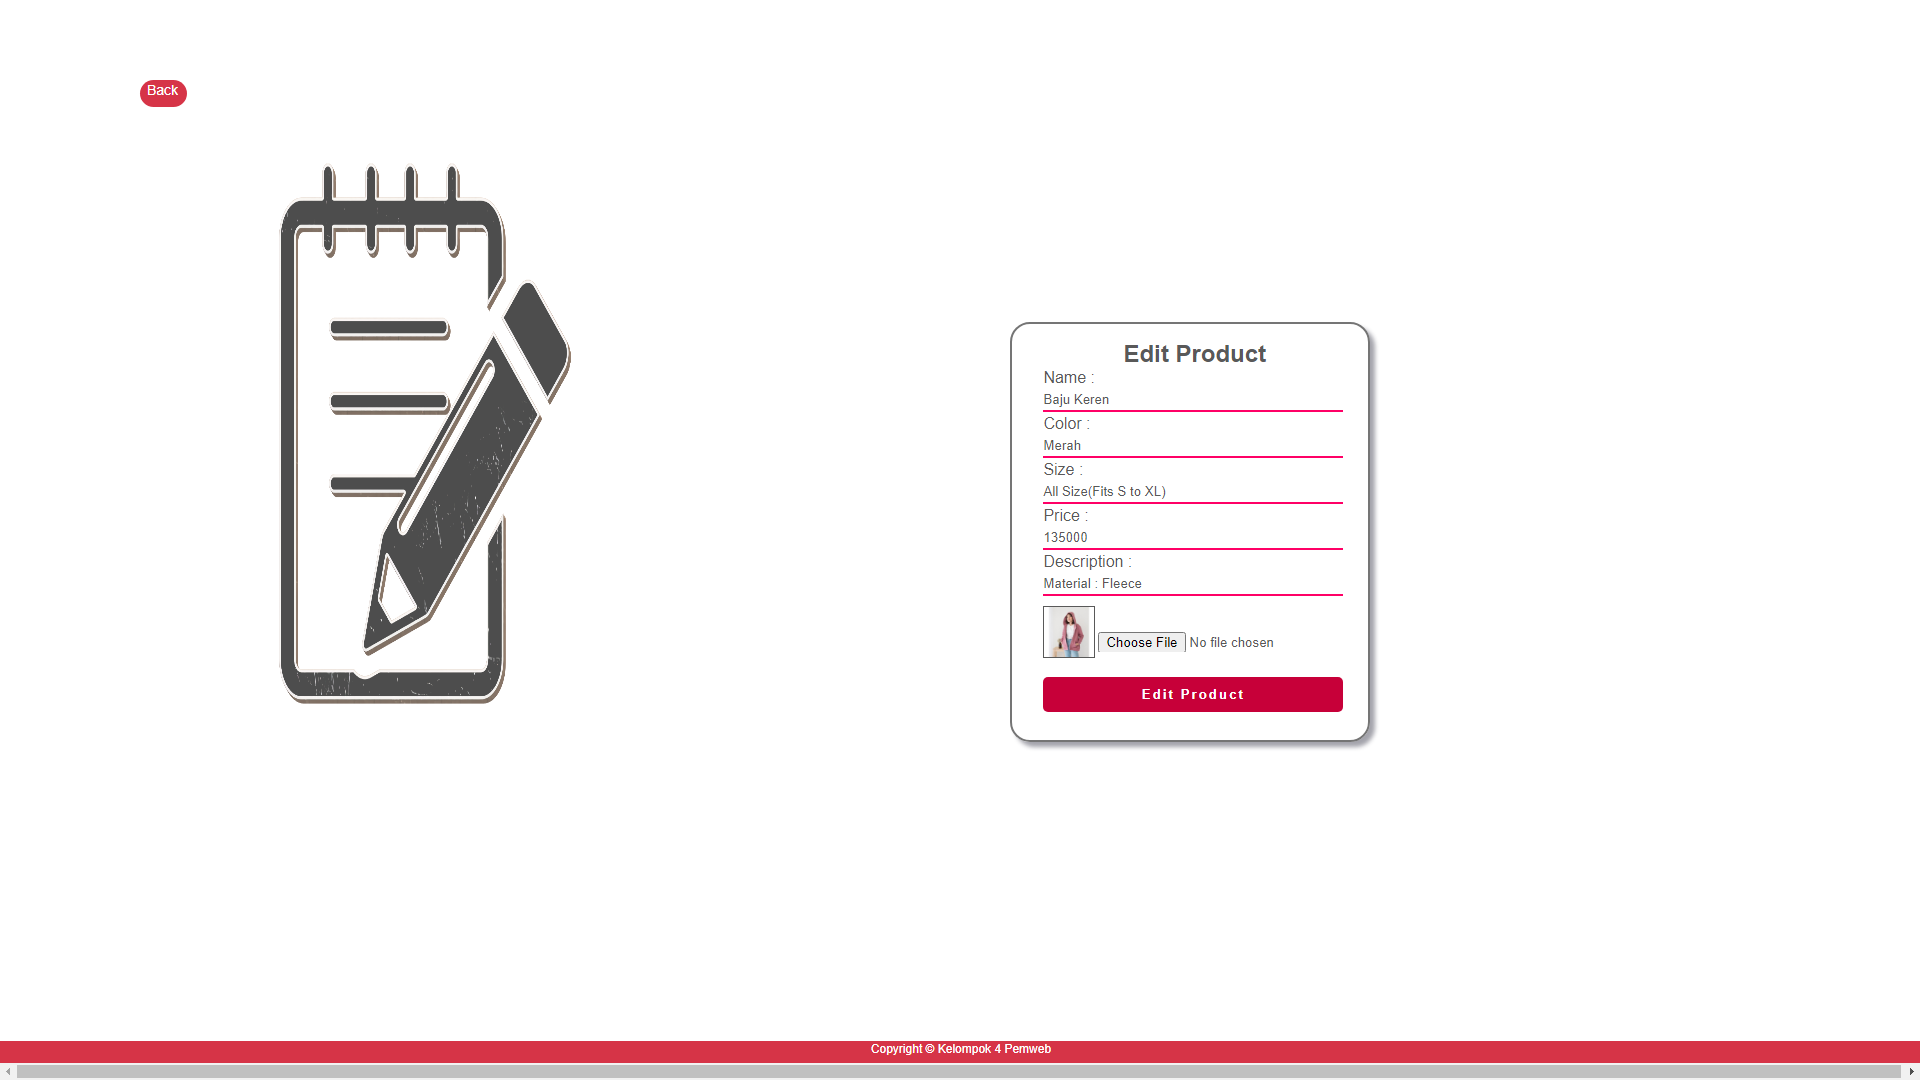 Back
Edit Product
Name :
Baju Keren
Color :
Merah
Size :
All Size(Fits S to XL)
Price :
135000
Description :
Material : Fleece
Choose File No file chosen
Edit Product
Copyright © Kelompok 4 Pemweb